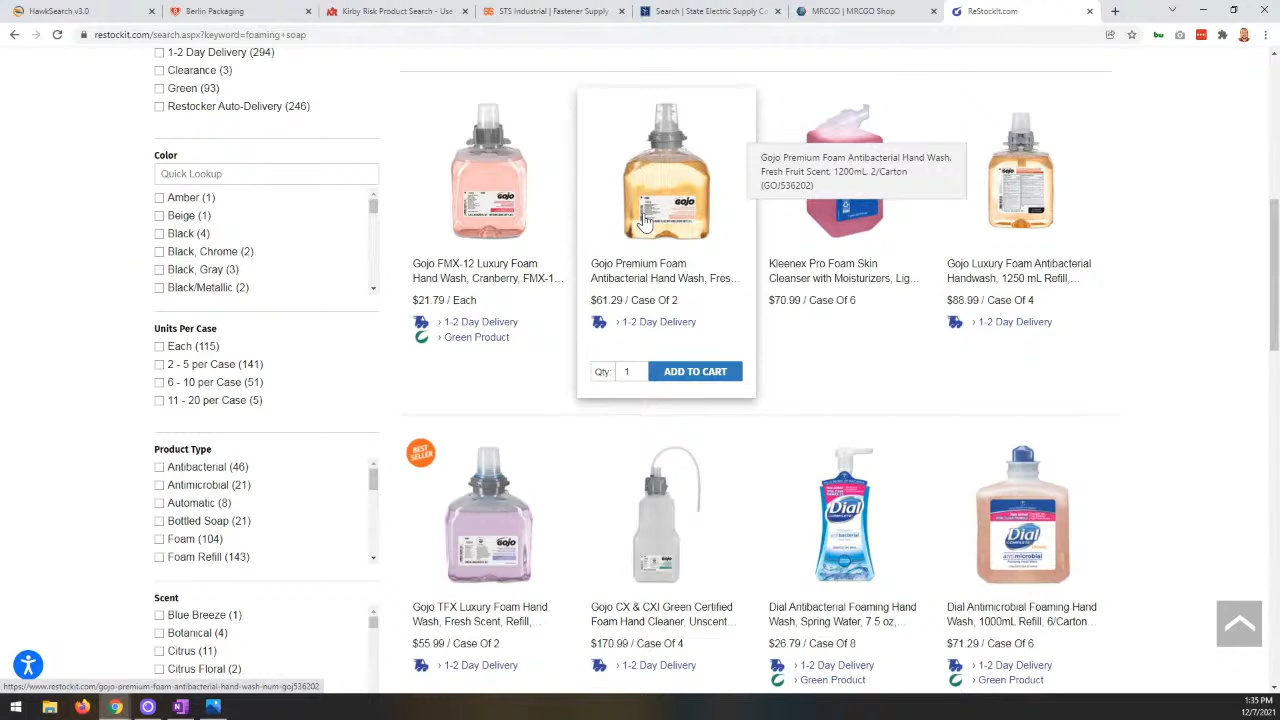 HawkSearch v3.0
Berlin Packaging
Kirby Risk Product Search - Use
STS Industrial | Fastener Supply
Search | State Electric Supply C
MRCGO | MRCGO Shop
ReStockIt.com
restockit.com/search.aspx?keyword=foaming+soap
1-2 Day Delivery (294)
Clearance (3)
Green (93)
Restocker Auto-Delivery (246)
Color
Quick Lookup
Amber (1)
Beige (1)
Black (4)
Black, Chrome (2)
Black, Gray (3)
Black/Metallic (2)
Units Per Case
Each (115)
2 - 5 per Case (141)
6 - 10 per Case (51)
11 - 20 per Case (5)
Product Type
Antibacterial (46)
Antimicrobial (21)
Automatic (8)
Bottled Soap (21)
Foam (104)
Foam Refill (143)
Scent
Blue Breeze (1)
Botanical (4)
Citrus (11)
Citrus Floral (2)
GOJO
GOJO
Gojo Premium Foam Antibacterial Hand Wash,
Fresh Fruit Scent, 1200mL, 2/Carton
(GOJ536202)
Gojo FMX-12 Luxury Foam
Hand Wash, Cranberry, FMX-1...
$21.79 / Each
› 1-2 Day Delivery
› Green Product
Gojo Premium Foam
Antibacterial Hand Wash, Fres...
$61.29 / Case Of 2
› 1-2 Day Delivery
Qty: 1 ADD TO CART
Kleenex Pro Foam Skin
Cleanser with Moisturizers, Lig...
$70.99 / Case Of 6
Gojo Luxury Foam Antibacterial
Handwash, 1250 mL Refill,...
$88.99 / Case Of 4
› 1-2 Day Delivery
BEST
SELLER
GOJO
Dial
COMPLETE
antibacterial
Dial
COMPLETE
antimicrobial
Gojo TFX Luxury Foam Hand
Wash, Fresh Scent, Refill,...
$55.99 / Case Of 2
› 1-2 Day Delivery
Gojo CX & CXI Green Certified
Foam Hand Cleaner, Unscent...
$170.99 / Case Of 4
› 1-2 Day Delivery
Dial Antibacterial Foaming Hand
Wash, Spring Water, 7 5 oz,...
$26.79 / Case Of 8
› 1-2 Day Delivery
› Green Product
Dial Antimicrobial Foaming Hand
Wash, 1000mL Refill, 6/Carton...
$71.29 / Case Of 6
› 1-2 Day Delivery
› Green Product
https://www.restockit.com/gojo-premium-foam-antibacterial-hand-wash-num-goj536202
1:35 PM
12/7/2021